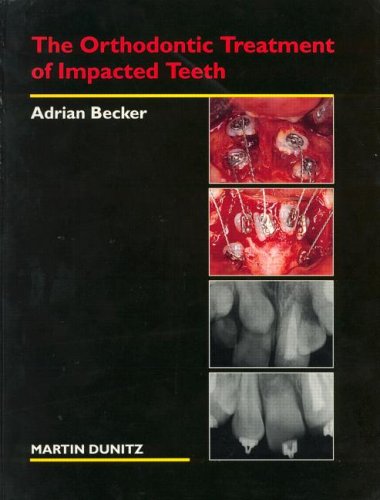 The Orthodontic Treatment
of Impacted Teeth
Adrian Becker
MARTIN DUNITZ